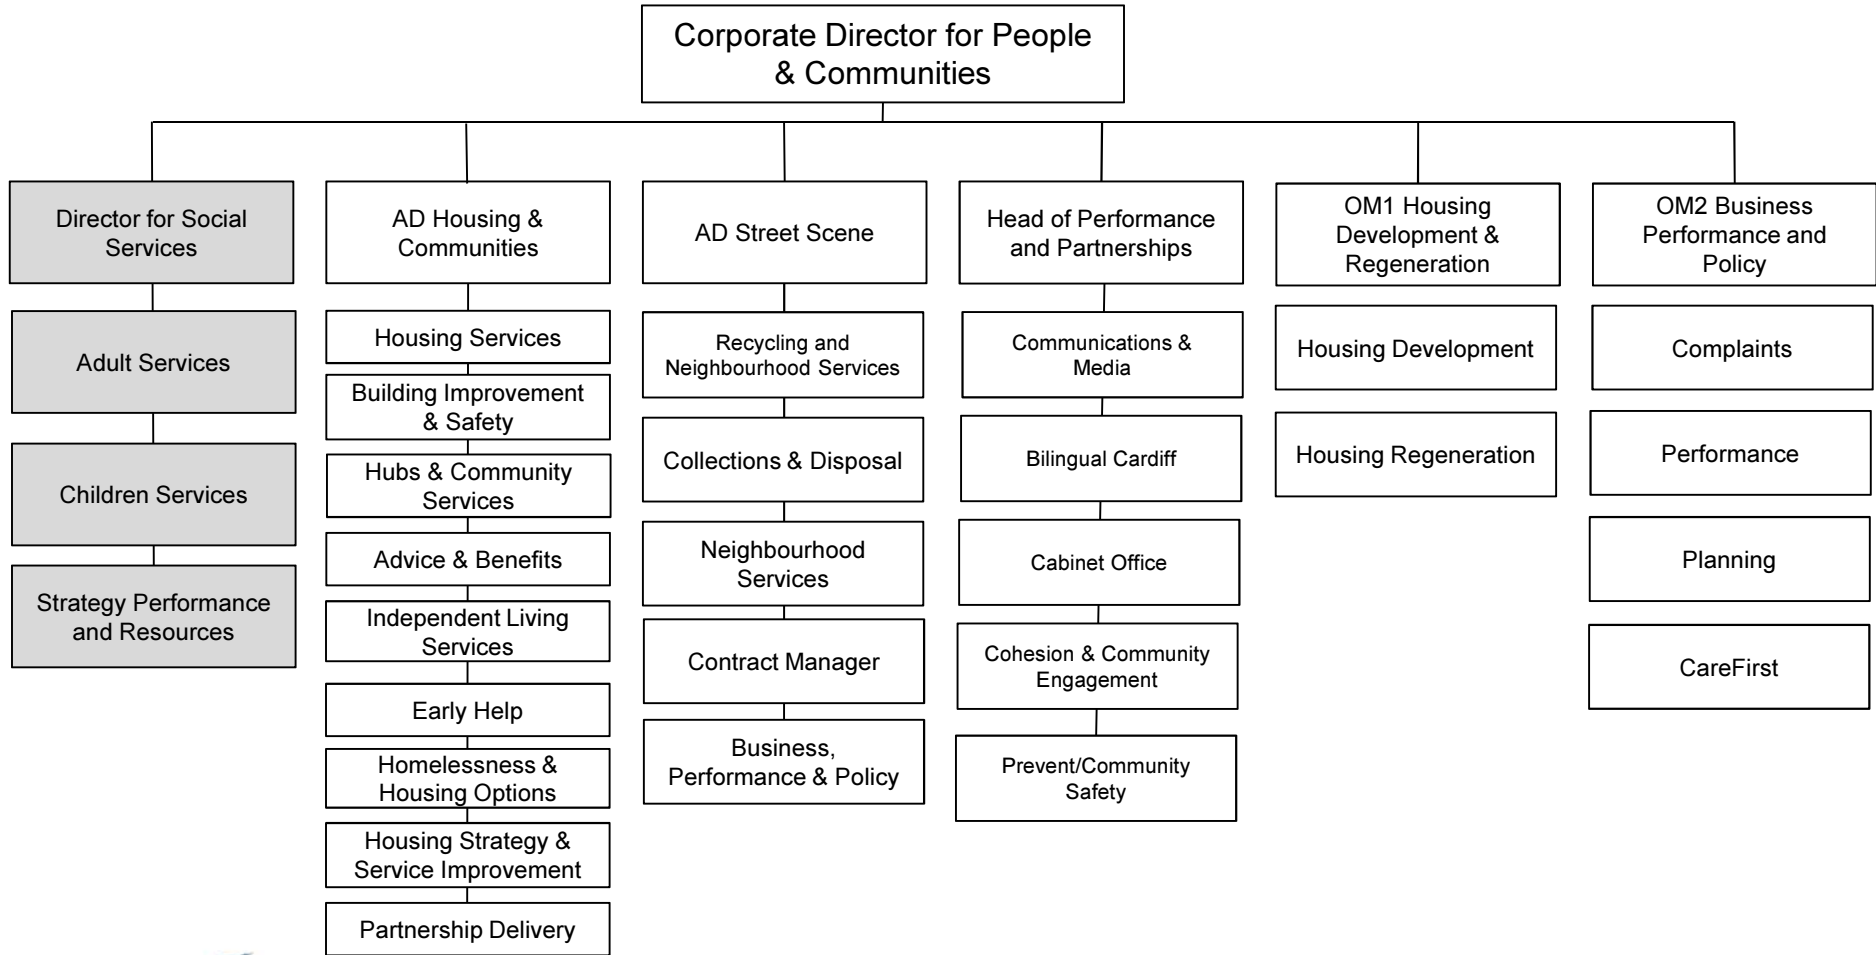 Corporate Director for People
& Communities
Director for Social
Services
Adult Services
Children Services
Strategy Performance
and Resources
AD Housing &
Communities
Housing Services
Building Improvement
& Safety
Hubs & Community
Services
Advice & Benefits
Independent Living
Services
Early Help
Homelessness &
Housing Options
Housing Strategy &
Service Improvement
Partnership Delivery
AD Street Scene
Recycling and
Neighbourhood Services
Collections & Disposal
Neighbourhood
Services
Contract Manager
Business,
Performance & Policy
Head of Performance
and Partnerships
Communications &
Media
Bilingual Cardiff
Cabinet Office
Cohesion & Community
Engagement
Prevent/Community
Safety
OM1 Housing
Development &
Regeneration
Housing Development
Housing Regeneration
OM2 Business
Performance and
Policy
Complaints
Performance
Planning
CareFirst